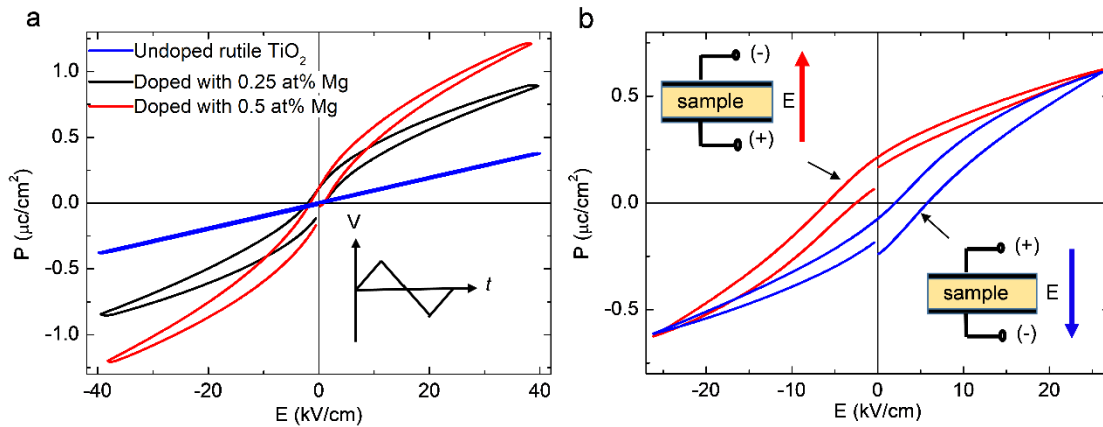 a
Undoped rutile TiO₂
Doped with 0.25 at% Mg
Doped with 0.5 at% Mg
P (μc/cm²)
1.0
0.5
0.0
-0.5
-1.0
V
t
-40
-20
0
20
40
E (kV/cm)
b
(-)
sample
E
(+)
P (μc/cm²)
0.5
0.0
-0.5
(+)
sample
E
(-)
-20
-10
0
10
20
E (kV/cm)